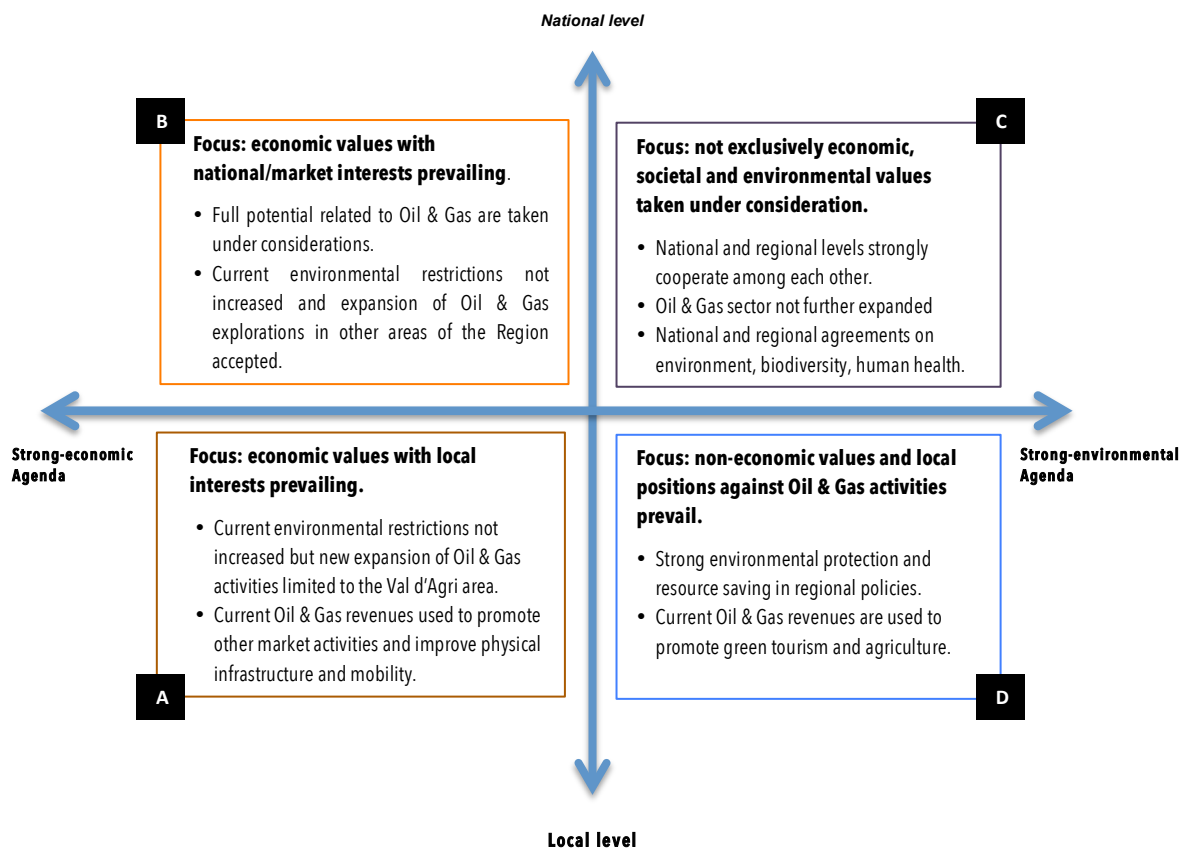 National level
B
Focus: economic values with
national/market interests prevailing.
• Full potential related to Oil & Gas are taken
under considerations.
• Current environmental restrictions not
increased and expansion of Oil & Gas
explorations in other areas of the Region
accepted.
C
Focus: not exclusively economic,
societal and environmental values
taken under consideration.
• National and regional levels strongly
cooperate among each other.
• Oil & Gas sector not further expanded
• National and regional agreements on
environment, biodiversity, human health.
Strong-economic
Agenda
Strong-environmental
Agenda
Focus: economic values with local
interests prevailing.
• Current environmental restrictions not
increased but new expansion of Oil & Gas
activities limited to the Val d’Agri area.
• Current Oil & Gas revenues used to promote
other market activities and improve physical
infrastructure and mobility.
A
Focus: non-economic values and local
positions against Oil & Gas activities
prevail.
• Strong environmental protection and
resource saving in regional policies.
• Current Oil & Gas revenues are used to
promote green tourism and agriculture.
D
Local level